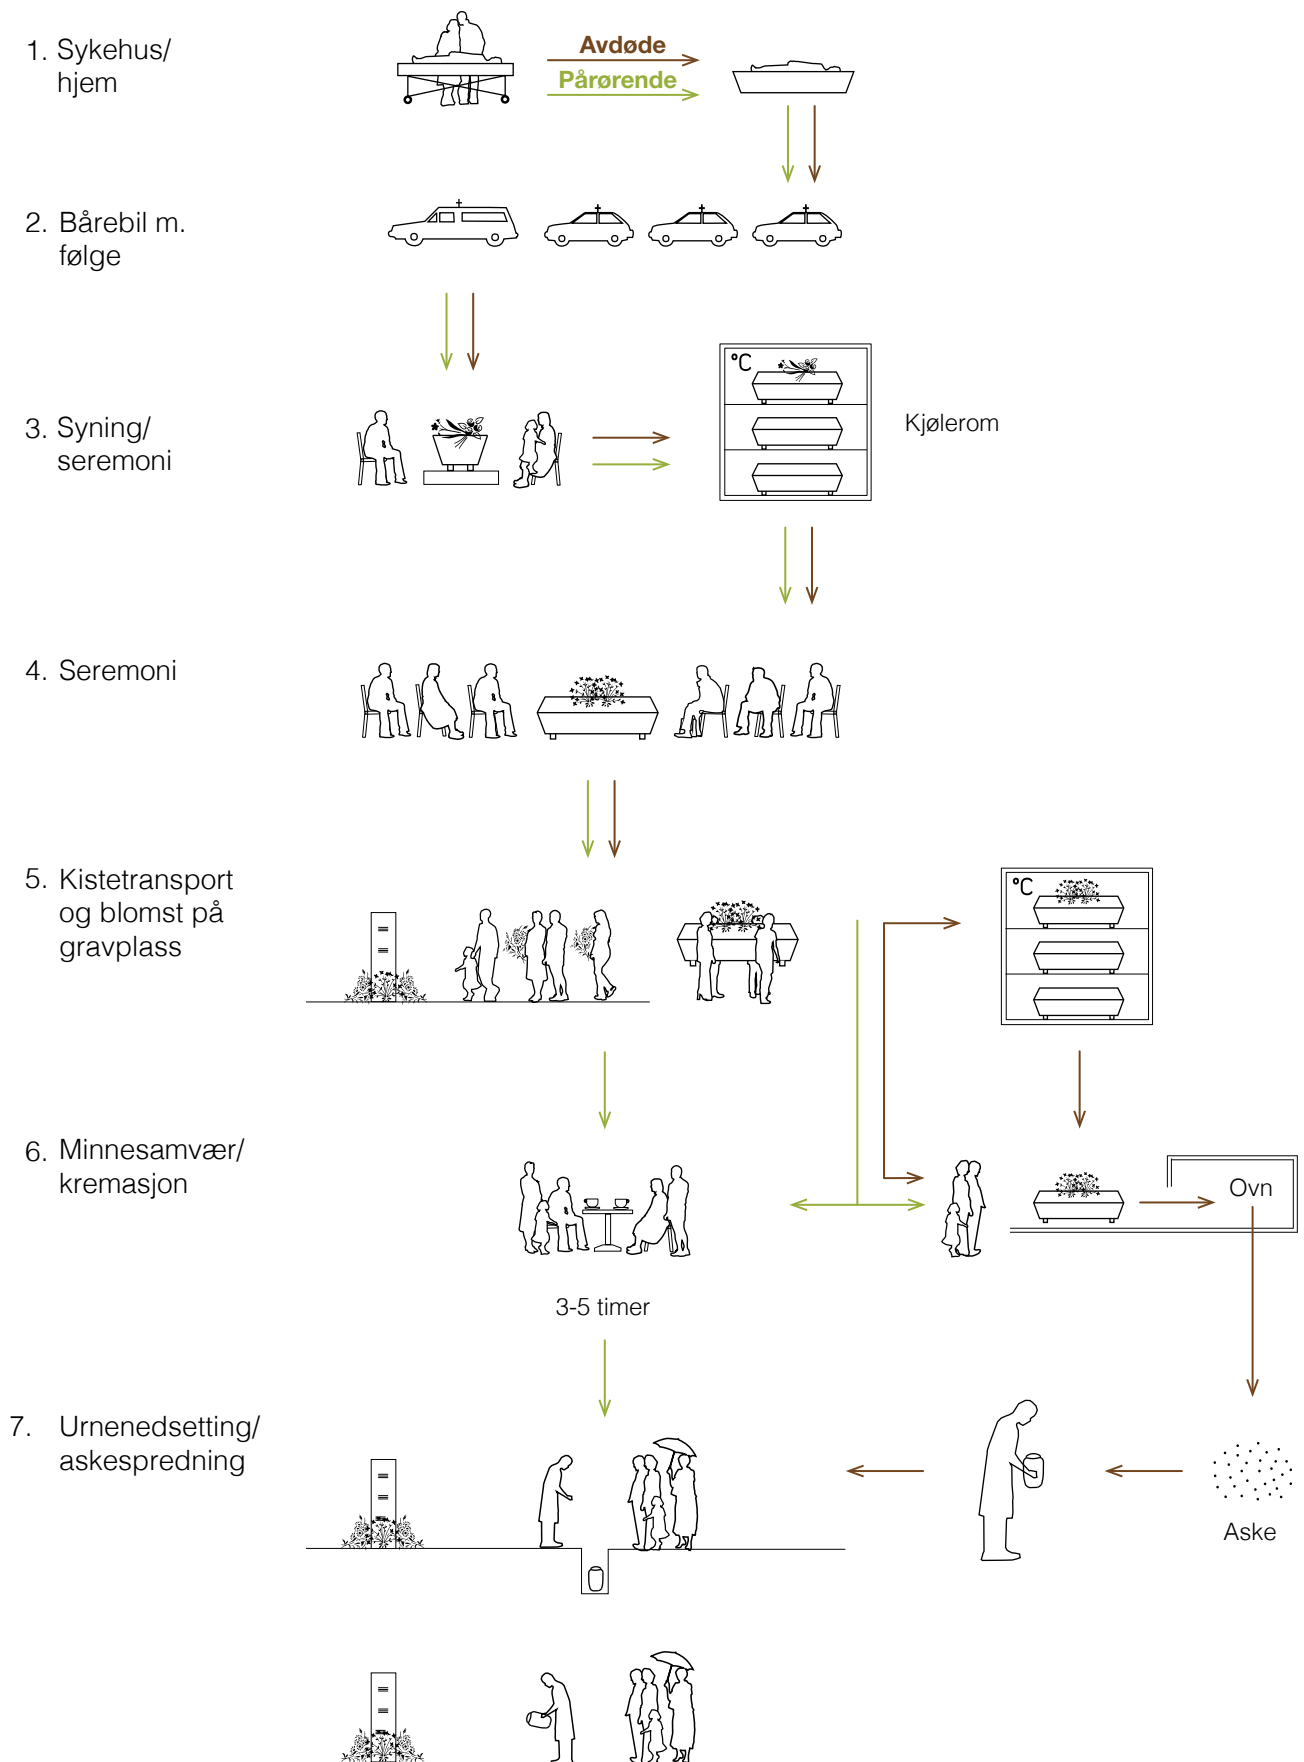 1. Sykehus/
hjem
Avdøde
Pårørende
2. Bårebil m.
følge
3. Syning/
seremoni
°C
Kjølerom
4. Seremoni
5. Kistetransport
og blomst på
gravplass
°C
6. Minnesamvær/
kremasjon
Ovn
3-5 timer
7. Urnenedsetting/
askespredning
Aske